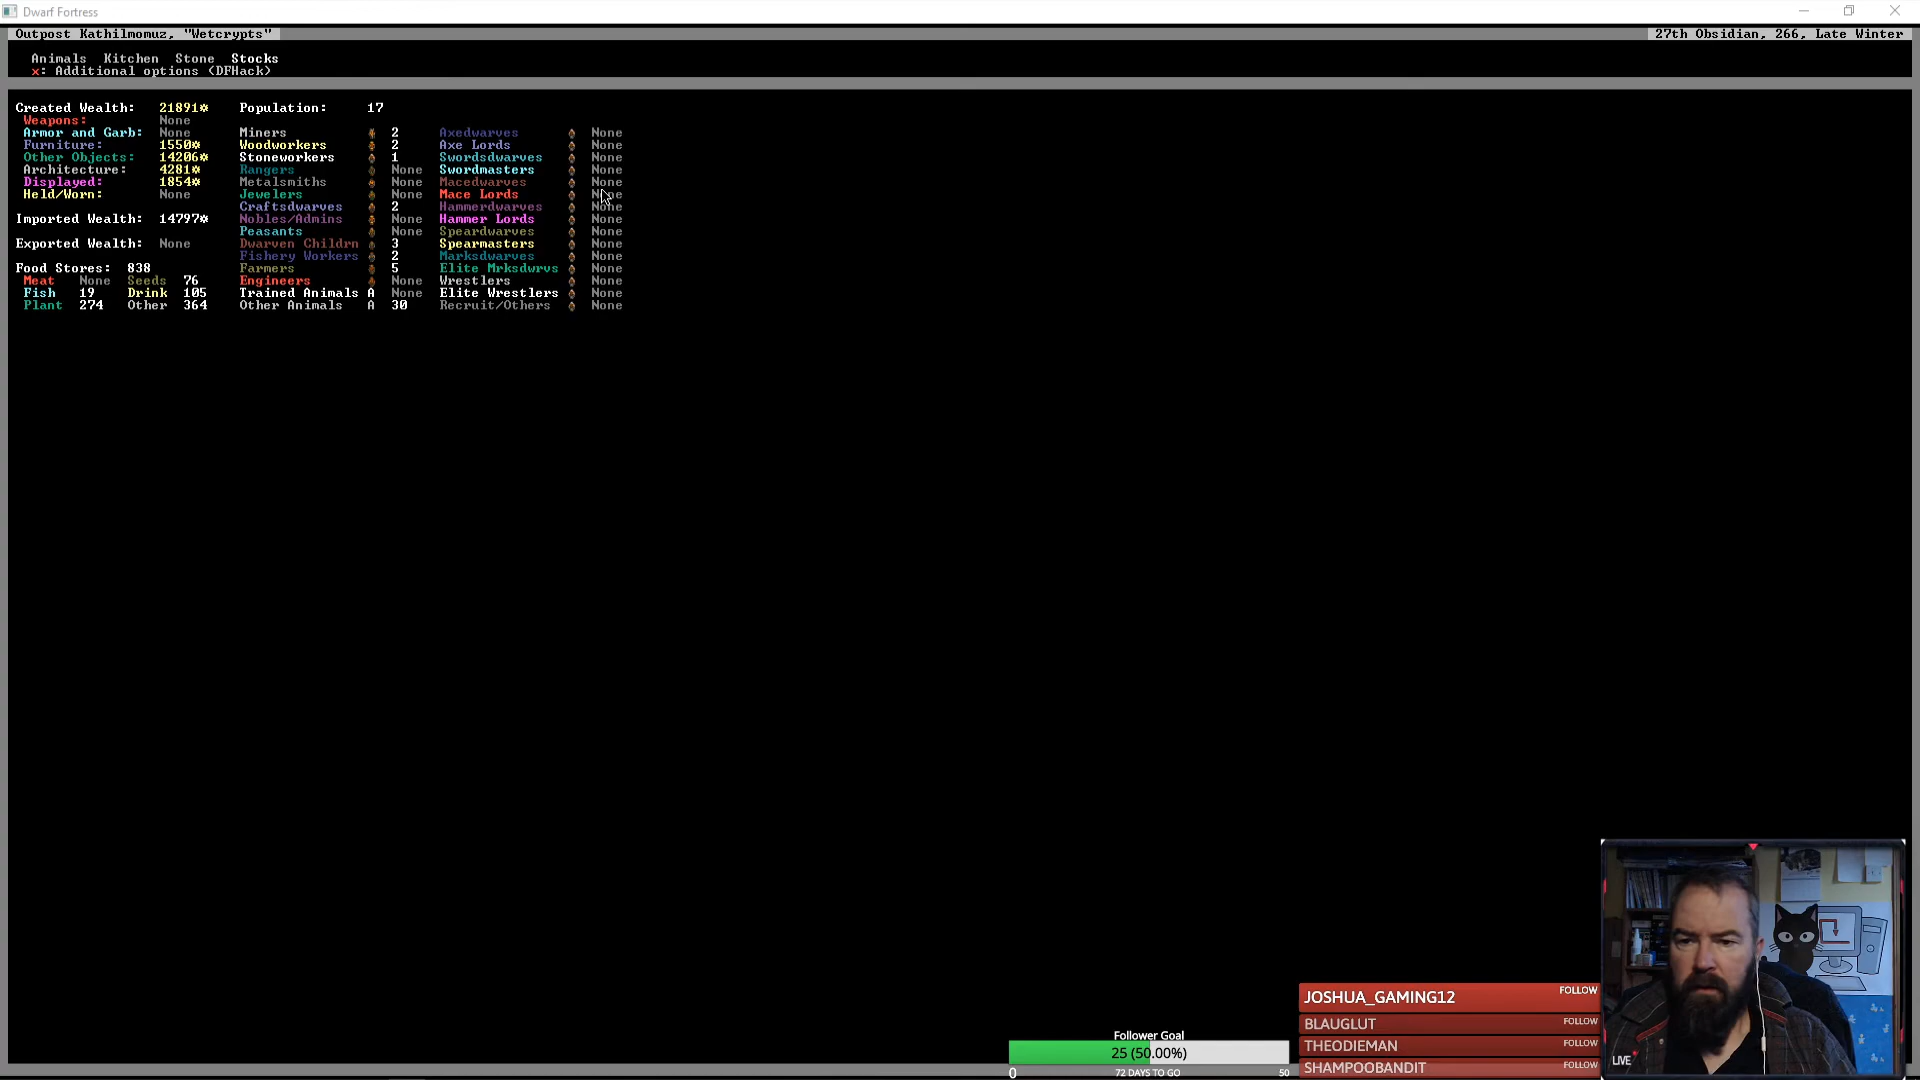 Dwarf Fortress
Outpost Kathilmomuz, "Wetcrypts" 27th Obsidian, 266, Late Winter
Animals Kitchen Stone Stocks
x: Additional options (DFHack)
Created Wealth: 21891☼ Population: 17
Weapons: None
Armor and Garb: None Miners 2 Axedwarves None
Furniture: 1550☼ Woodworkers 2 Axe Lords None
Other Objects: 14206☼ Stoneworkers 1 Swordsdwarves None
Architecture: 4281☼ Rangers None Swordmasters None
Displayed: 1854☼ Metalsmiths None Macedwarves None
Held/Worn: None Jewelers None Mace Lords None
Craftsdwarves 2 Hammerdwarves None
Imported Wealth: 14797☼ Nobles/Admins None Hammer Lords None
Peasants None Speardwarves None
Exported Wealth: None Dwarven Childrn 3 Spearmasters None
Fishery Workers 2 Marksdwarves None
Food Stores: 838 Farmers 5 Elite Mrksdwrvs None
Meat None Seeds 76 Engineers None Wrestlers None
Fish 19 Drink 105 Trained Animals A None Elite Wrestlers None
Plant 274 Other 364 Other Animals A 30 Recruit/Others None
JOSHUA_GAMING12 FOLLOW
BLAUGLUT FOLLOW
THEODIEMAN FOLLOW
SHAMPOOBANDIT FOLLOW
Follower Goal
25 (50.00%)
0 72 DAYS TO GO 50
LIVE